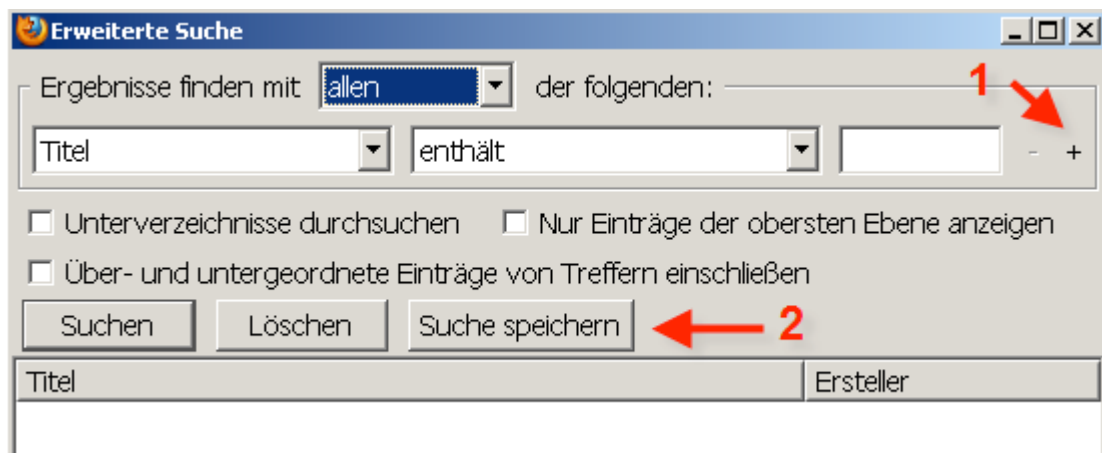 Erweiterte Suche
Ergebnisse finden mit allen der folgenden: 1
Titel enthält - +
Unterverzeichnisse durchsuchen Nur Einträge der obersten Ebene anzeigen
Über- und untergeordnete Einträge von Treffern einschließen
Suchen Löschen Suche speichern 2
Titel Ersteller